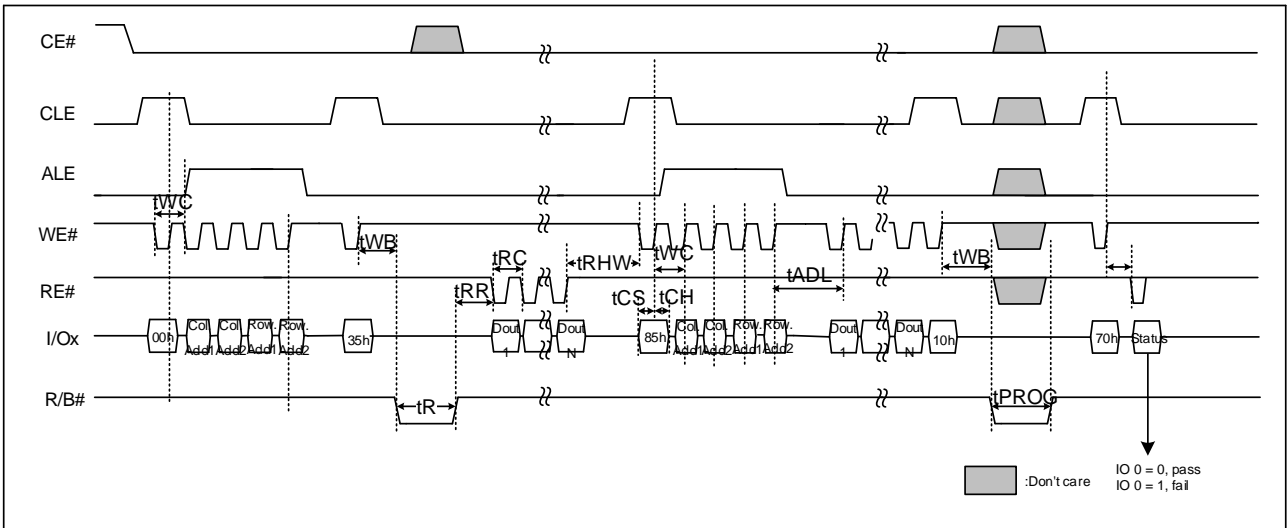 CE#
CLE
ALE
tWC
WE#
tWB
tRC
tRHW
tWC
tADL
tWB
RE#
tRR
tCS
tCH
I/Ox
00h
Col. Add1
Col. Add2
Row. Add1
Row. Add2
35h
Dout 1
Dout N
85h
Col. Add1
Col. Add2
Row. Add1
Row. Add2
Dout 1
Dout N
10h
70h
Status
R/B#
tR
tPROG
:Don't care
IO 0 = 0, pass
IO 0 = 1, fail